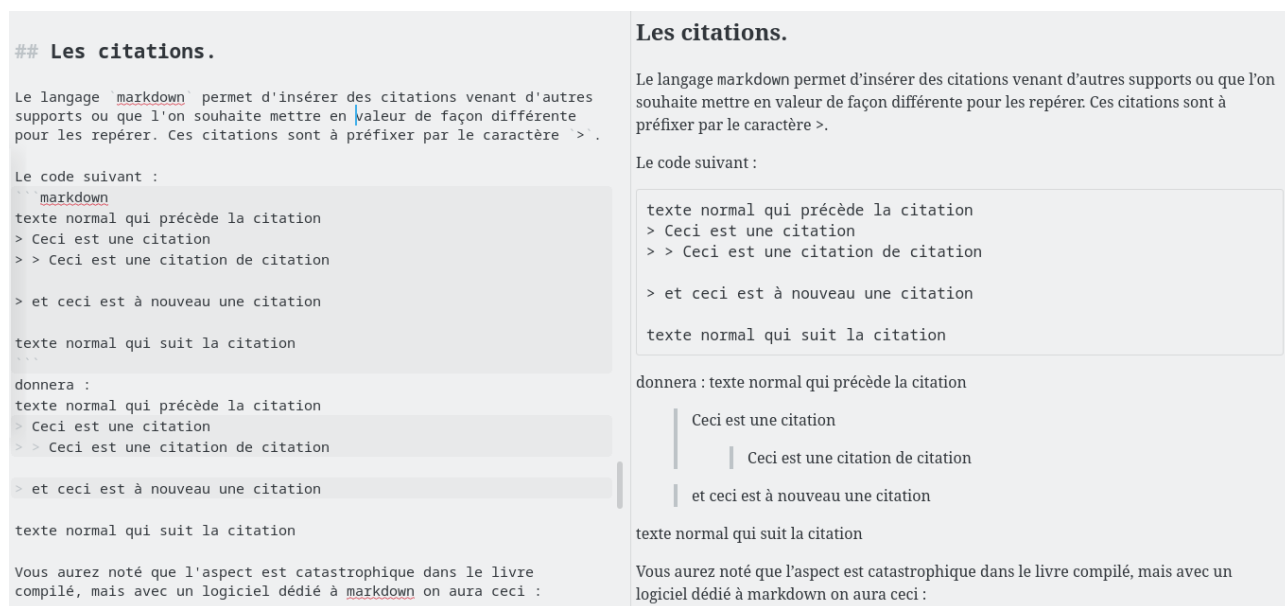 ## Les citations.
Le langage `markdown` permet d'insérer des citations venant d'autres
supports ou que l'on souhaite mettre en valeur de façon différente
pour les repérer. Ces citations sont à préfixer par le caractère `>`.
Le code suivant :
```markdown
texte normal qui précède la citation
> Ceci est une citation
> > Ceci est une citation de citation
> et ceci est à nouveau une citation
texte normal qui suit la citation
```
donnera :
texte normal qui précède la citation
> Ceci est une citation
> > Ceci est une citation de citation
> et ceci est à nouveau une citation
texte normal qui suit la citation
Vous aurez noté que l'aspect est catastrophique dans le livre
compilé, mais avec un logiciel dédié à markdown on aura ceci :
Les citations.
Le langage markdown permet d’insérer des citations venant d’autres supports ou que l’on
souhaite mettre en valeur de façon différente pour les repérer. Ces citations sont à
préfixer par le caractère >.
Le code suivant :
texte normal qui précède la citation
> Ceci est une citation
> > Ceci est une citation de citation
> et ceci est à nouveau une citation
texte normal qui suit la citation
donnera : texte normal qui précède la citation
Ceci est une citation
Ceci est une citation de citation
et ceci est à nouveau une citation
texte normal qui suit la citation
Vous aurez noté que l’aspect est catastrophique dans le livre compilé, mais avec un
logiciel dédié à markdown on aura ceci :